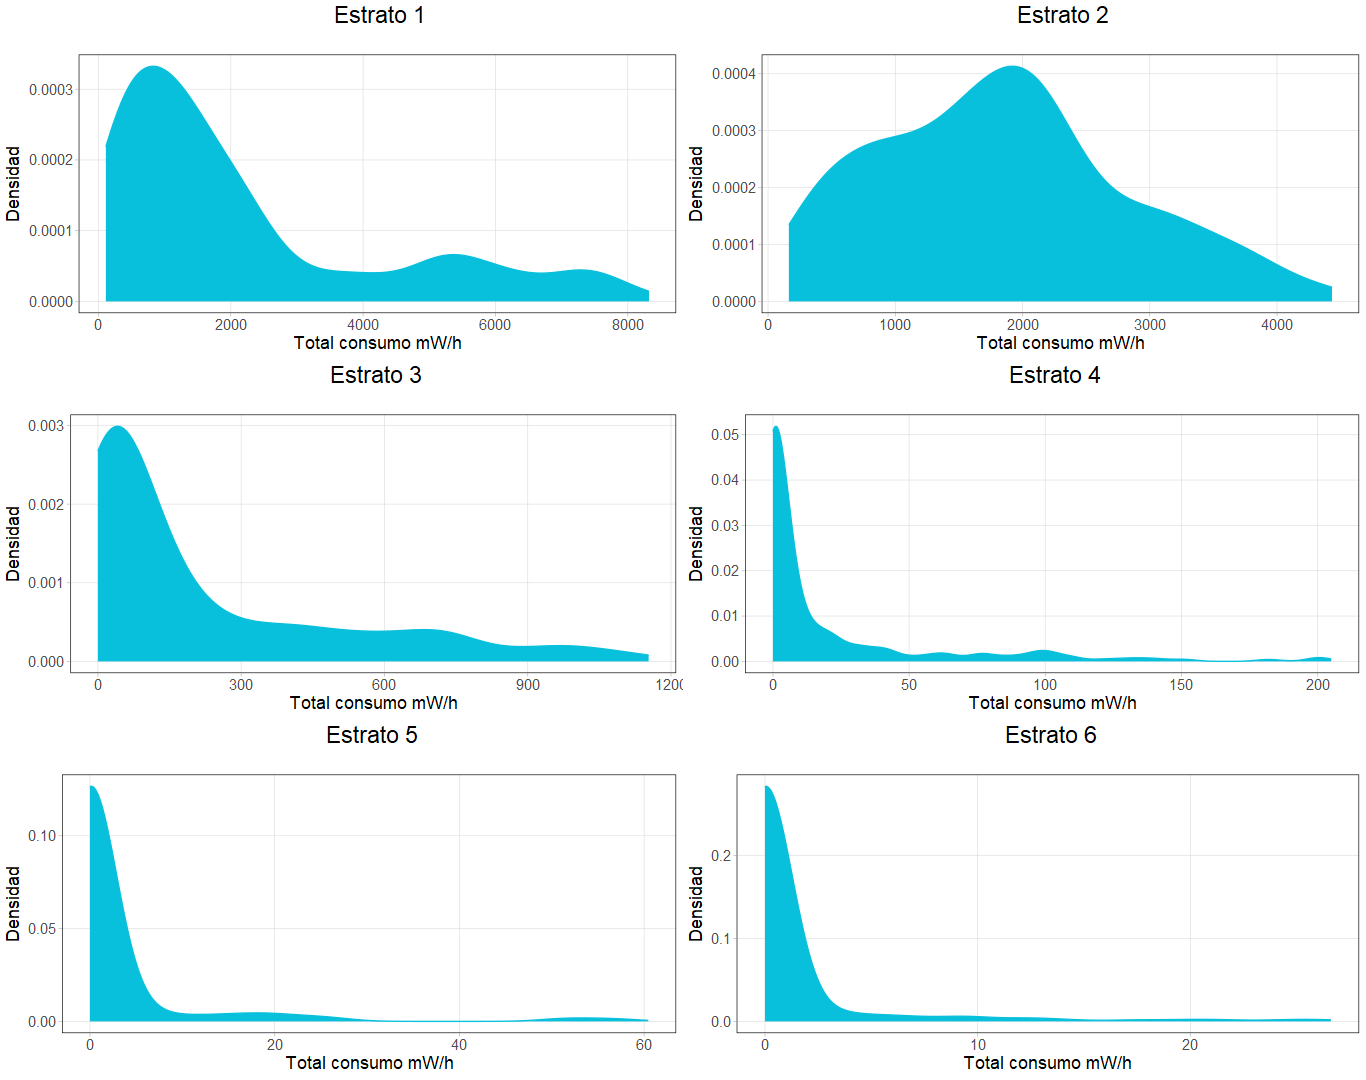 Estrato 1
Densidad
0.0003
0.0002
0.0001
0.0000
0 2000 4000 6000 8000
Total consumo mW/h
Estrato 2
Densidad
0.0004
0.0003
0.0002
0.0001
0.0000
0 1000 2000 3000 4000
Total consumo mW/h
Estrato 3
Densidad
0.003
0.002
0.001
0.000
0 300 600 900 1200
Total consumo mW/h
Estrato 4
Densidad
0.05
0.04
0.03
0.02
0.01
0.00
0 50 100 150 200
Total consumo mW/h
Estrato 5
Densidad
0.10
0.05
0.00
0 20 40 60
Total consumo mW/h
Estrato 6
Densidad
0.2
0.1
0.0
0 10 20
Total consumo mW/h